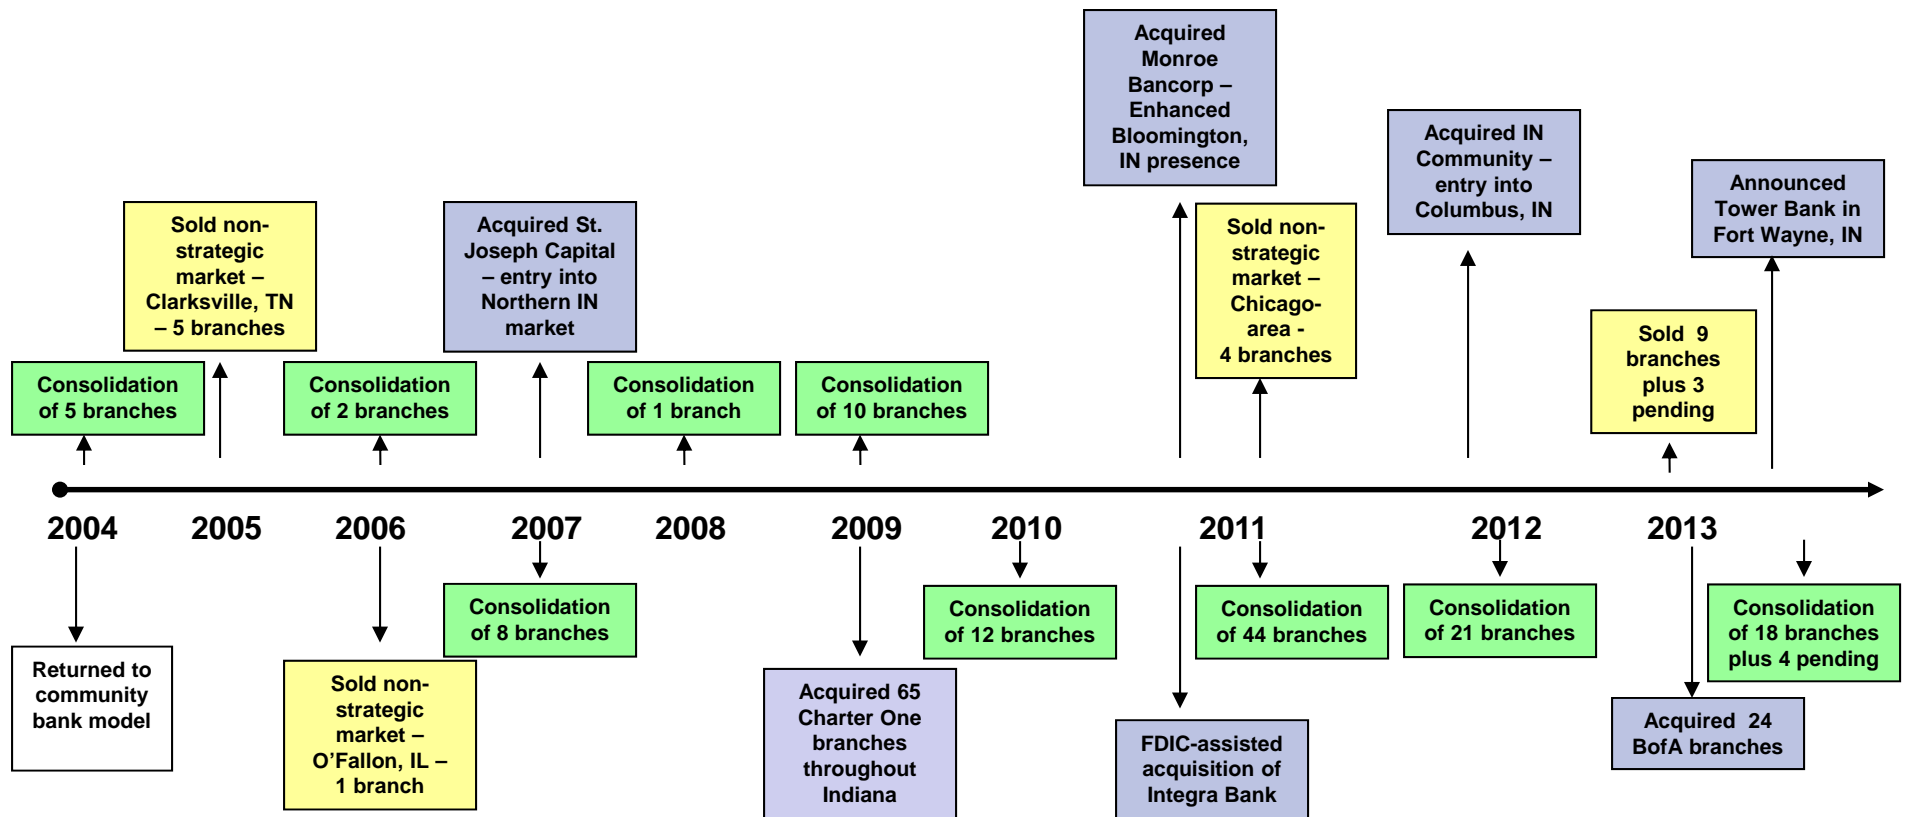 Acquired
Monroe
Bancorp –
Enhanced
Bloomington,
IN presence
Acquired IN
Community –
entry into
Columbus, IN
Announced
Tower Bank in
Fort Wayne, IN
Sold non-
strategic
market –
Clarksville, TN
– 5 branches
Acquired St.
Joseph Capital
– entry into
Northern IN
market
Sold non-
strategic
market –
Chicago-
area -
4 branches
Sold 9
branches
plus 3
pending
Consolidation
of 5 branches
Consolidation
of 2 branches
Consolidation
of 1 branch
Consolidation
of 10 branches
2004 2005 2006 2007 2008 2009 2010 2011 2012 2013
Returned to
community
bank model
Sold non-
strategic
market –
O’Fallon, IL –
1 branch
Consolidation
of 8 branches
Acquired 65
Charter One
branches
throughout
Indiana
Consolidation
of 12 branches
FDIC-assisted
acquisition of
Integra Bank
Consolidation
of 44 branches
Consolidation
of 21 branches
Acquired 24
BofA branches
Consolidation
of 18 branches
plus 4 pending